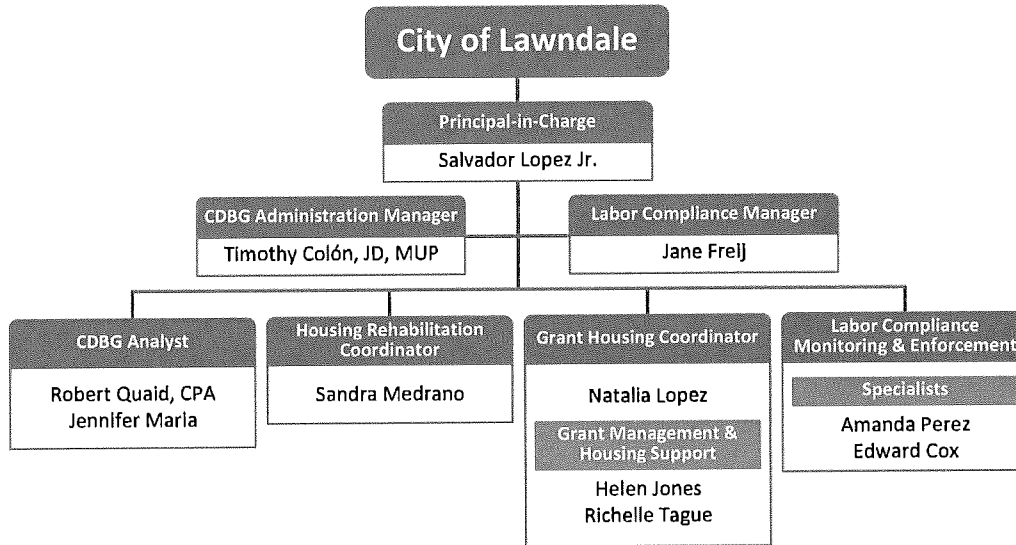 City of Lawndale
Principal-in-Charge
Salvador Lopez Jr.
CDBG Administration Manager
Timothy Colón, JD, MUP
Labor Compliance Manager
Jane Freij
CDBG Analyst
Robert Quaid, CPA
Jennifer Maria
Housing Rehabilitation
Coordinator
Sandra Medrano
Grant Housing Coordinator
Natalia Lopez
Grant Management &
Housing Support
Helen Jones
Richelle Tague
Labor Compliance
Monitoring & Enforcement
Specialists
Amanda Perez
Edward Cox